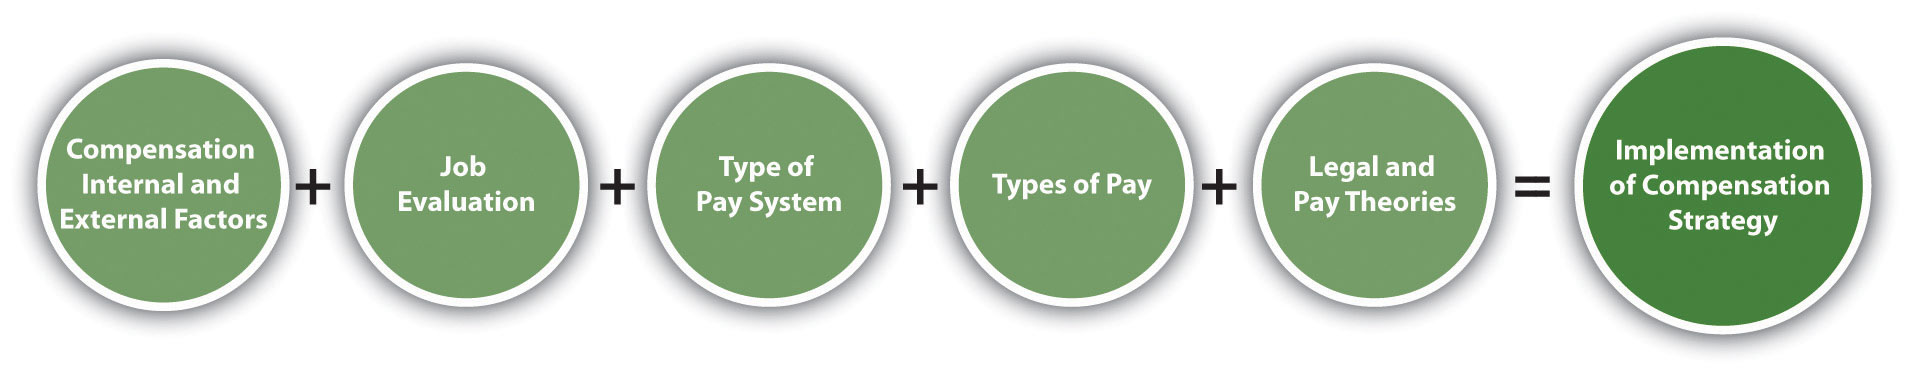 Compensation
Internal and
External Factors
+
Job
Evaluation
+
Type of
Pay System
+
Types of Pay
+
Legal and
Pay Theories
=
Implementation
of Compensation
Strategy